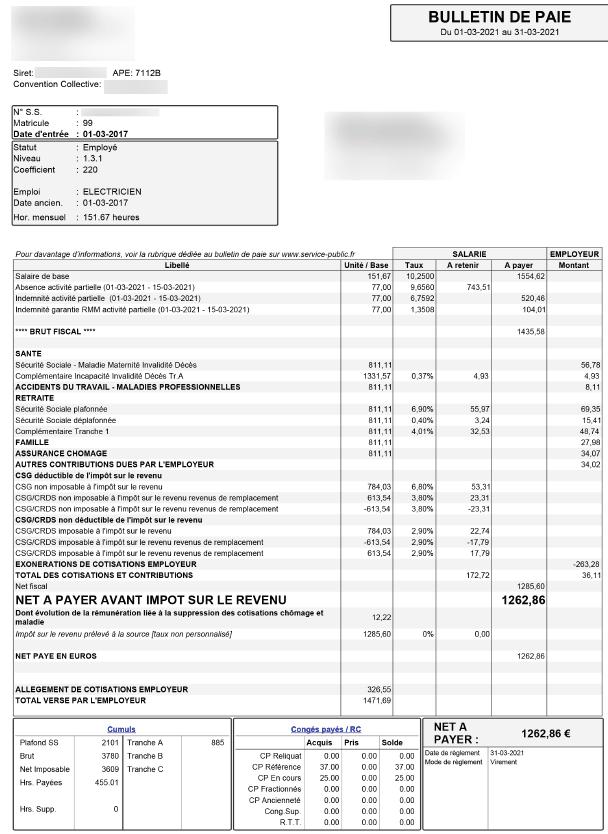 BULLETIN DE PAIE
Du 01-03-2021 au 31-03-2021
Siret: APE: 7112B
Convention Collective:
N° S.S. :
Matricule : 99
Date d'entrée : 01-03-2017
Statut : Employé
Niveau : 1.3.1
Coefficient : 220
Emploi : ELECTRICIEN
Date ancien. : 01-03-2017
Hor. mensuel : 151.67 heures
Pour davantage d'informations, voir la rubrique dédiée au bulletin de paie sur www.service-public.fr SALARIE EMPLOYEUR
Libellé Unité / Base Taux A retenir A payer Montant
Salaire de base 151,67 10,2500 1554,62
Absence activité partielle (01-03-2021 - 15-03-2021) 77,00 9,6560 743,51
Indemnité activité partielle (01-03-2021 - 15-03-2021) 77,00 6,7592 520,46
Indemnité garantie RMM activité partielle (01-03-2021 - 15-03-2021) 77,00 1,3508 104,01
**** BRUT FISCAL **** 1435,58
SANTE
Sécurité Sociale - Maladie Maternité Invalidité Décès 811,11 56,78
Complémentaire Incapacité Invalidité Décès Tr.A 1331,57 0,37% 4,93 4,93
ACCIDENTS DU TRAVAIL - MALADIES PROFESSIONNELLES 811,11 8,11
RETRAITE
Sécurité Sociale plafonnée 811,11 6,90% 55,97 69,35
Sécurité Sociale déplafonnée 811,11 0,40% 3,24 15,41
Complémentaire Tranche 1 811,11 4,01% 32,53 48,74
FAMILLE 811,11 27,98
ASSURANCE CHOMAGE 811,11 34,07
AUTRES CONTRIBUTIONS DUES PAR L'EMPLOYEUR 34,02
CSG déductible de l'impôt sur le revenu
CSG non imposable à l'impôt sur le revenu 784,03 6,80% 53,31
CSG/CRDS non imposable à l'impôt sur le revenu revenus de remplacement 613,54 3,80% 23,31
CSG/CRDS non imposable à l'impôt sur le revenu revenus de remplacement -613,54 3,80% -23,31
CSG/CRDS non déductible de l'impôt sur le revenu
CSG/CRDS imposable à l'impôt sur le revenu 784,03 2,90% 22,74
CSG/CRDS imposable à l'impôt sur le revenu revenus de remplacement -613,54 2,90% -17,79
CSG/CRDS imposable à l'impôt sur le revenu revenus de remplacement 613,54 2,90% 17,79
EXONERATIONS DE COTISATIONS EMPLOYEUR -263,28
TOTAL DES COTISATIONS ET CONTRIBUTIONS 172,72 36,11
Net fiscal 1285,60
NET A PAYER AVANT IMPOT SUR LE REVENU 1262,86
Dont évolution de la rémunération liée à la suppression des cotisations chômage et
maladie 12,22
Impôt sur le revenu prélevé à la source [taux non personnalisé] 1285,60 0% 0,00
NET PAYE EN EUROS 1262,86
ALLEGEMENT DE COTISATIONS EMPLOYEUR 326,55
TOTAL VERSE PAR L'EMPLOYEUR 1471,69
Cumuls
Plafond SS 2101 Tranche A 885
Brut 3780 Tranche B
Net Imposable 3609 Tranche C
Hrs. Payées 455.01
Hrs. Supp. 0
Congés payés / RC
Acquis Pris Solde
CP Reliquat 0.00 0.00 0.00
CP Référence 37.00 0.00 37.00
CP En cours 25.00 0.00 25.00
CP Fractionnés 0.00 0.00 0.00
CP Ancienneté 0.00 0.00 0.00
Cong.Sup. 0.00 0.00 0.00
R.T.T. 0.00 0.00 0.00
NET A
PAYER : 1262,86 €
Date de règlement 31-03-2021
Mode de règlement Virement